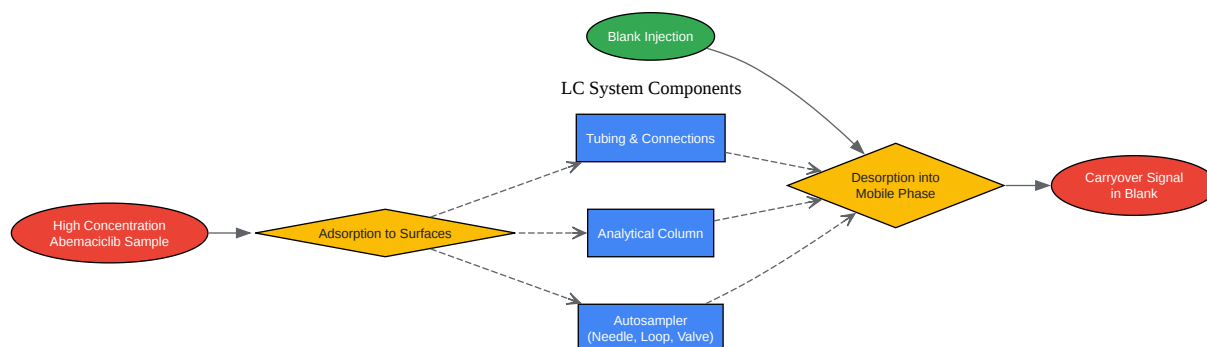 Blank Injection
LC System Components
Tubing & Connections
Desorption into
Mobile Phase
Carryover Signal
in Blank
High Concentration
Abemaciclib Sample
Adsorption to Surfaces
Analytical Column
Autosampler
(Needle, Loop, Valve)